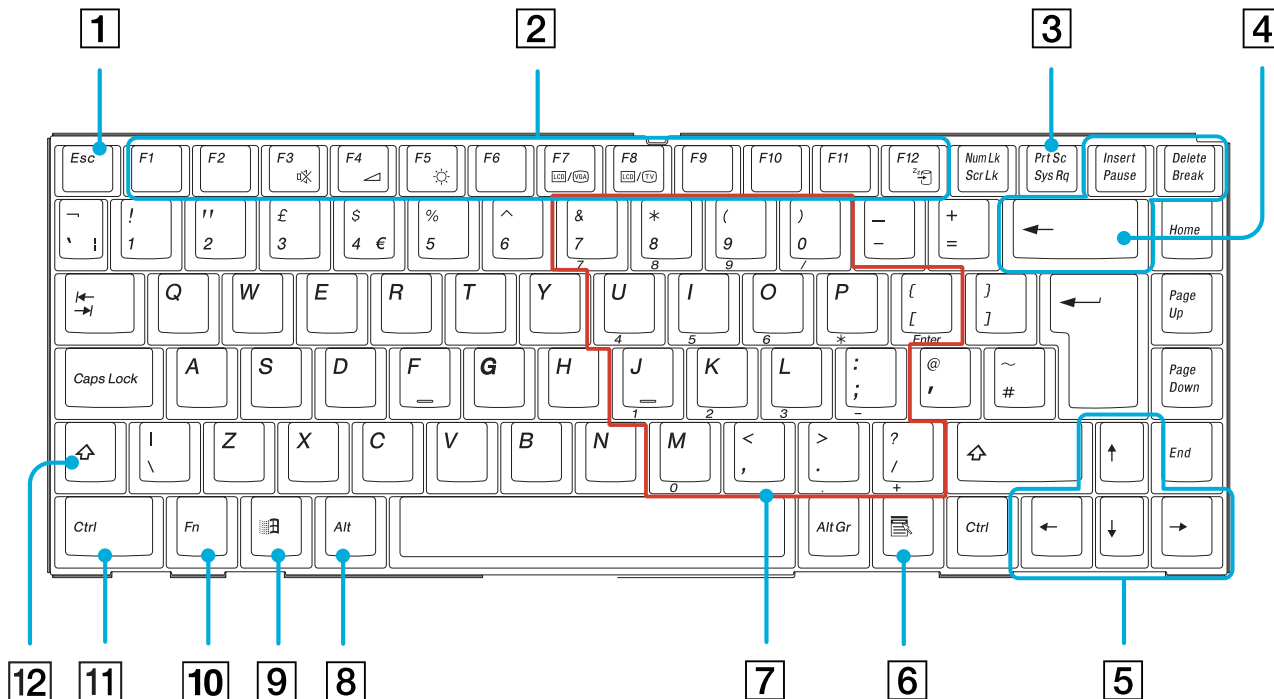 1 2 3 4
Esc F1 F2 F3 F4 F5 F6 F7 F8 F9 F10 F11 F12 Num Lk Prt Sc Insert Delete
LCD / VGA LCD / TV zzz Scr Lk Sys Rq Pause Break
¬ ! " £ $ % ^ & * ( ) _ +
` ¦ 1 2 3 4 € 5 6 7 8 9 0 - = Home
7 8 9 /
Q W E R T Y U I O P { } Page
[ ] Up
4 5 6 * Enter
Caps Lock A S D F G H J K L : @ ~ Page
; ' # Down
1 2 3 -
| Z X C V B N M < > ? End
\ , . /
0 . +
Ctrl Fn Alt Alt Gr Ctrl
12 11 10 9 8 7 6 5